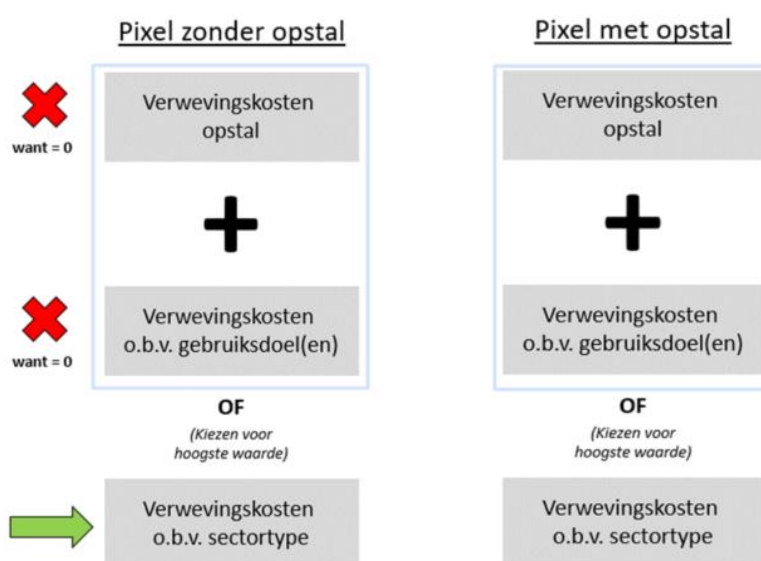 Pixel zonder opstal
Verwevingskosten
opstal
want = 0
Verwevingskosten
o.b.v. gebruiksdoel(en)
want = 0
OF
(Kiezen voor
hoogste waarde)
Verwevingskosten
o.b.v. sectortype
Pixel met opstal
Verwevingskosten
opstal
Verwevingskosten
o.b.v. gebruiksdoel(en)
OF
(Kiezen voor
hoogste waarde)
Verwevingskosten
o.b.v. sectortype